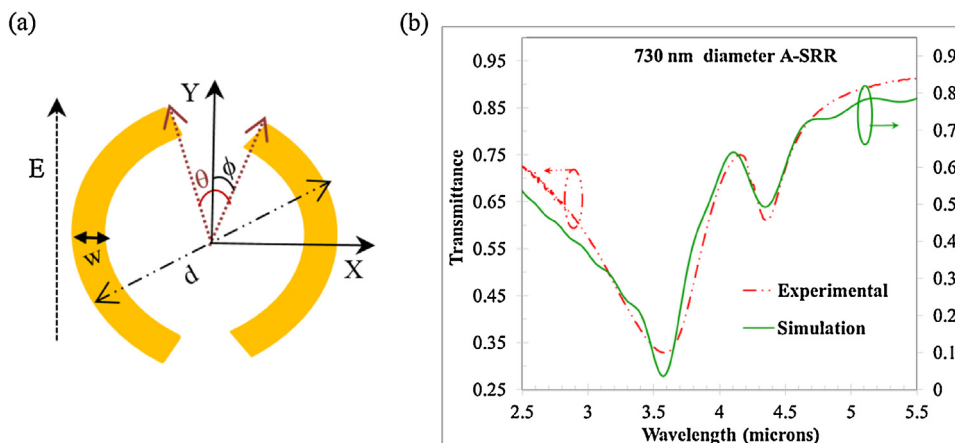 (a)
Y
E
θ
ϕ
w
d
X
(b)
730 nm diameter A-SRR
Transmittance
0.95
0.85
0.75
0.65
0.55
0.45
0.35
0.25
0.9
0.8
0.7
0.6
0.5
0.4
0.3
0.2
0.1
0
Experimental
Simulation
2.5 3 3.5 4 4.5 5 5.5
Wavelength (microns)